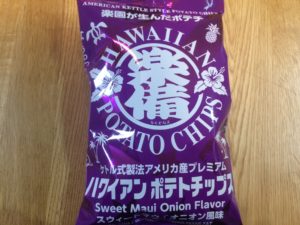 AMERICAN KETTLE STYLE POTATO CHIPS
楽園が生んだポテチ
HAWAIIAN
楽備
POTATO CHIPS
ケトル式製法アメリカ産プレミアム
ハワイアン ポテトチップス
Sweet Maui Onion Flavor
スウィートマウイオニオン風味